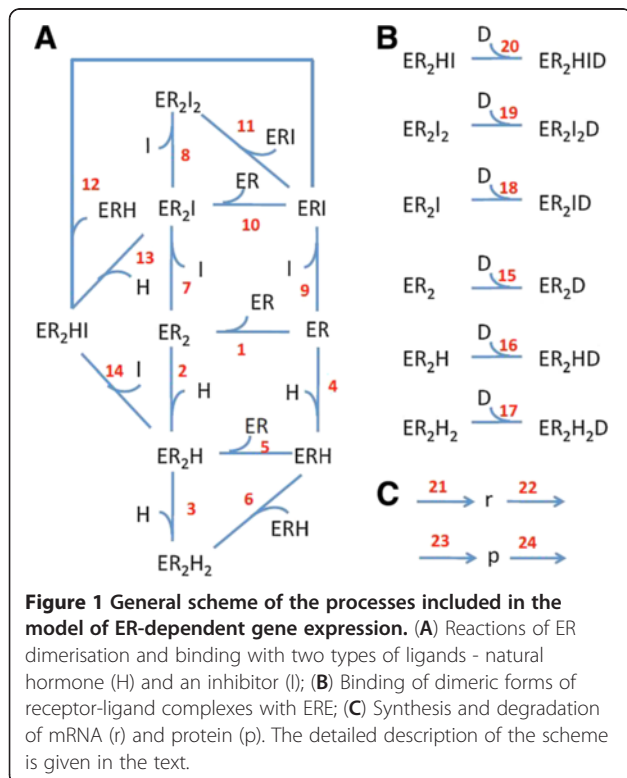 A
ER₂I₂
11
ERI
I
8
ER
12
ERH
ER₂I
10
ERI
13
H
I
7
I
9
ER₂HI
ER
ER₂
1
ER
14
I
2
H
H
4
ER
5
ER₂H
ERH
H
3
6
ERH
ER₂H₂
B
D
20
ER₂HI
ER₂HID
D
19
ER₂I₂
ER₂I₂D
D
18
ER₂I
ER₂ID
D
15
ER₂
ER₂D
D
16
ER₂H
ER₂HD
D
17
ER₂H₂
ER₂H₂D
C
21
r
22
23
p
24
Figure 1 General scheme of the processes included in the
model of ER-dependent gene expression. (A) Reactions of ER
dimerisation and binding with two types of ligands - natural
hormone (H) and an inhibitor (I); (B) Binding of dimeric forms of
receptor-ligand complexes with ERE; (C) Synthesis and degradation
of mRNA (r) and protein (p). The detailed description of the scheme
is given in the text.